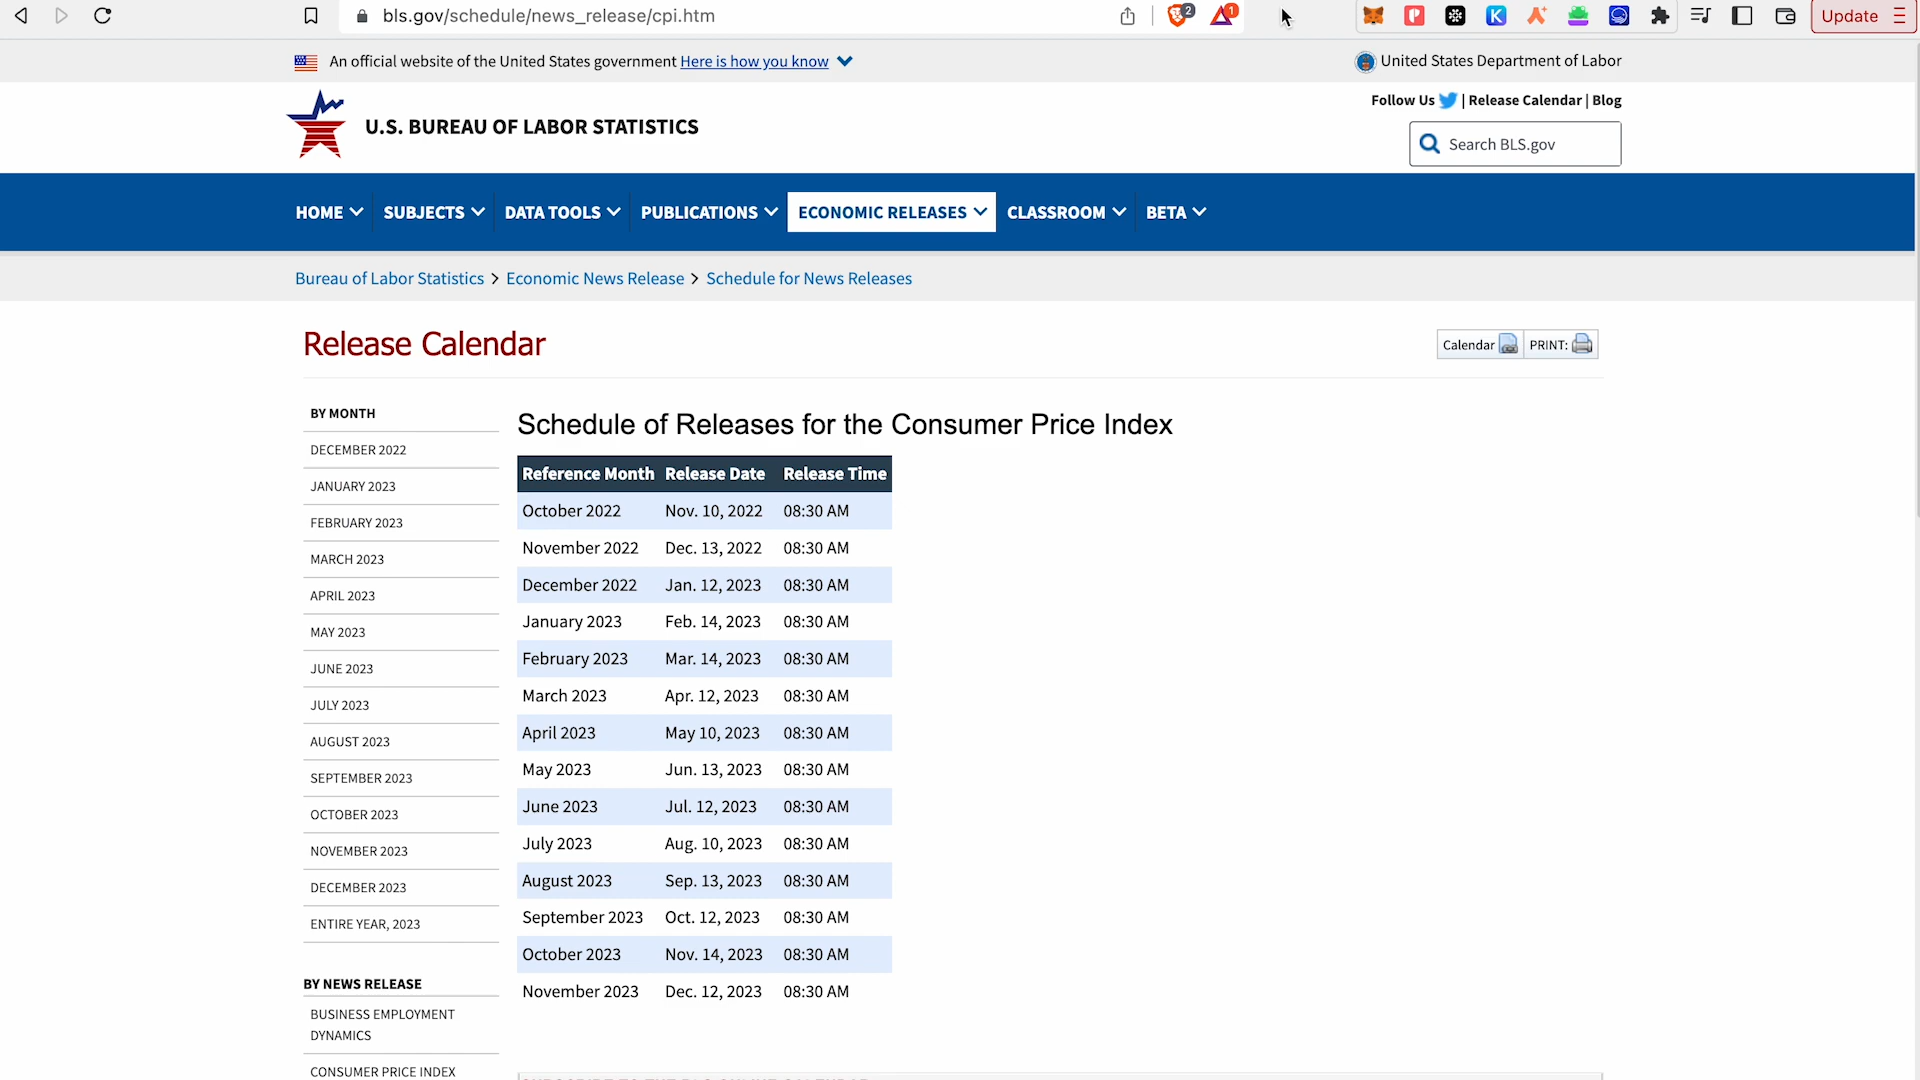 bls.gov/schedule/news_release/cpi.htm
2
1
Update
An official website of the United States government Here is how you know
United States Department of Labor
Follow Us | Release Calendar | Blog
U.S. BUREAU OF LABOR STATISTICS
Search BLS.gov
HOME SUBJECTS DATA TOOLS PUBLICATIONS ECONOMIC RELEASES CLASSROOM BETA
Bureau of Labor Statistics > Economic News Release > Schedule for News Releases
Release Calendar
Calendar PRINT:
BY MONTH
DECEMBER 2022
JANUARY 2023
FEBRUARY 2023
MARCH 2023
APRIL 2023
MAY 2023
JUNE 2023
JULY 2023
AUGUST 2023
SEPTEMBER 2023
OCTOBER 2023
NOVEMBER 2023
DECEMBER 2023
ENTIRE YEAR, 2023
BY NEWS RELEASE
BUSINESS EMPLOYMENT
DYNAMICS
CONSUMER PRICE INDEX
Schedule of Releases for the Consumer Price Index
Reference Month Release Date Release Time
October 2022 Nov. 10, 2022 08:30 AM
November 2022 Dec. 13, 2022 08:30 AM
December 2022 Jan. 12, 2023 08:30 AM
January 2023 Feb. 14, 2023 08:30 AM
February 2023 Mar. 14, 2023 08:30 AM
March 2023 Apr. 12, 2023 08:30 AM
April 2023 May 10, 2023 08:30 AM
May 2023 Jun. 13, 2023 08:30 AM
June 2023 Jul. 12, 2023 08:30 AM
July 2023 Aug. 10, 2023 08:30 AM
August 2023 Sep. 13, 2023 08:30 AM
September 2023 Oct. 12, 2023 08:30 AM
October 2023 Nov. 14, 2023 08:30 AM
November 2023 Dec. 12, 2023 08:30 AM